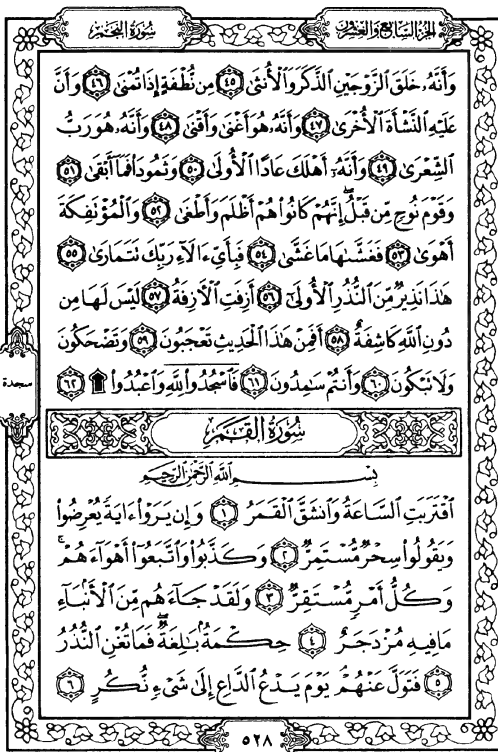 الجزء السابع والعشرون
سورة النجم
وَأَنَّهُۥ خَلَقَ ٱلزَّوْجَيْنِ ٱلذَّكَرَ وَٱلْأُنثَىٰ ٤٥ مِن نُّطْفَةٍ إِذَا تُمْنَىٰ ٤٦ وَأَنَّ
عَلَيْهِ ٱلنَّشْأَةَ ٱلْأُخْرَىٰ ٤٧ وَأَنَّهُۥ هُوَ أَغْنَىٰ وَأَقْنَىٰ ٤٨ وَأَنَّهُۥ هُوَ رَبُّ
ٱلشِّعْرَىٰ ٤٩ وَأَنَّهُۥٓ أَهْلَكَ عَادًا ٱلْأُولَىٰ ٥٠ وَثَمُودَا۟ فَمَآ أَبْقَىٰ ٥١
وَقَوْمَ نُوحٍ مِّن قَبْلُ ۖ إِنَّهُمْ كَانُوا۟ هُمْ أَظْلَمَ وَأَطْغَىٰ ٥٢ وَٱلْمُؤْتَفِكَةَ
أَهْوَىٰ ٥٣ فَغَشَّىٰهَا مَا غَشَّىٰ ٥٤ فَبِأَىِّ ءَالَآءِ رَبِّكَ تَتَمَارَىٰ ٥٥
هَٰذَا نَذِيرٌ مِّنَ ٱلنُّذُرِ ٱلْأُولَىٰٓ ٥٦ أَزِفَتِ ٱلْءَازِفَةُ ٥٧ لَيْسَ لَهَا مِن
دُونِ ٱللَّهِ كَاشِفَةٌ ٥٨ أَفَمِنْ هَٰذَا ٱلْحَدِيثِ تَعْجَبُونَ ٥٩ وَتَضْحَكُونَ
وَلَا تَبْكُونَ ٦٠ وَأَنتُمْ سَٰمِدُونَ ٦١ فَٱسْجُدُوا۟ لِلَّهِ وَٱعْبُدُوا۟ ۩ ٦٢
سجدة
سورة القمر
بِسْمِ ٱللَّهِ ٱلرَّحْمَٰنِ ٱلرَّحِيمِ
ٱقْتَرَبَتِ ٱلسَّاعَةُ وَٱنشَقَّ ٱلْقَمَرُ ١ وَإِن يَرَوْا۟ ءَايَةً يُعْرِضُوا۟
وَيَقُولُوا۟ سِحْرٌ مُّسْتَمِرٌّ ٢ وَكَذَّبُوا۟ وَٱتَّبَعُوٓا۟ أَهْوَآءَهُمْ ۚ
وَكُلُّ أَمْرٍ مُّسْتَقِرٌّ ٣ وَلَقَدْ جَآءَهُم مِّنَ ٱلْأَنۢبَآءِ
مَا فِيهِ مُزْدَجَرٌ ٤ حِكْمَةٌۢ بَٰلِغَةٌ ۖ فَمَا تُغْنِ ٱلنُّذُرُ
٥ فَتَوَلَّ عَنْهُمْ ۘ يَوْمَ يَدْعُ ٱلدَّاعِ إِلَىٰ شَىْءٍ نُّكُرٍ ٦
٥٢٨